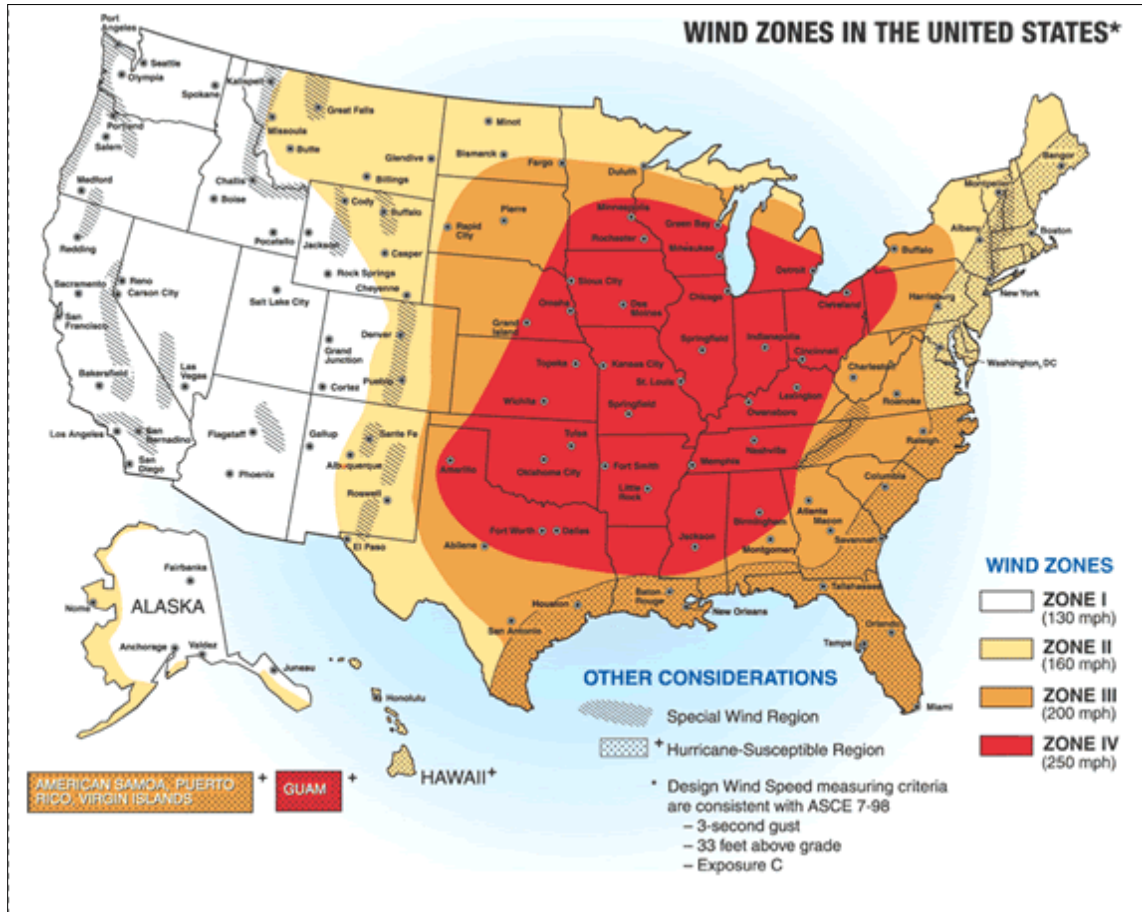 WIND ZONES IN THE UNITED STATES*
Port
Angeles
Seattle
Olympia
Spokane
Kalispell
Great Falls
Minot
Portland
Salem
Missoula
Butte
Glendive
Bismarck
Fargo
Duluth
Bangor
Montpelier
Medford
Challis
Boise
Billings
Cody
Buffalo
Rapid
City
Pierre
Minneapolis
Green Bay
Rochester
Milwaukee
Buffalo
Albany
Boston
Redding
Pocatello
Jackson
Casper
Detroit
Sacramento
Reno
Carson City
Rock Springs
Cheyenne
Sioux City
Omaha
Des
Moines
Chicago
Cleveland
Harrisburg
New York
San
Francisco
Salt Lake City
Denver
Grand
Island
Springfield
Indianapolis
Cincinnati
Washington, DC
Grand
Junction
Topeka
Kansas City
Charleston
Bakersfield
Las
Vegas
Cortez
Pueblo
St. Louis
Lexington
Roanoke
Wichita
Springfield
Owensboro
Los Angeles
San
Bernadino
Flagstaff
Gallup
Sante Fe
Tulsa
Nashville
Raleigh
San
Diego
Phoenix
Albuquerque
Amarillo
Oklahoma City
Fort Smith
Memphis
Columbia
Roswell
Little
Rock
Atlanta
Macon
Birmingham
El Paso
Fort Worth
Dallas
Abilene
Jackson
Montgomery
Savannah
Fairbanks
Houston
Baton
Rouge
New Orleans
Tallahassee
Nome
ALASKA
San Antonio
Orlando
Tampa
Anchorage
Valdez
Juneau
Miami
Honolulu
HAWAII+
AMERICAN SAMOA, PUERTO
RICO, VIRGIN ISLANDS
+
GUAM
+
OTHER CONSIDERATIONS
Special Wind Region
+ Hurricane-Susceptible Region
* Design Wind Speed measuring criteria
are consistent with ASCE 7-98
– 3-second gust
– 33 feet above grade
– Exposure C
WIND ZONES
ZONE I
(130 mph)
ZONE II
(160 mph)
ZONE III
(200 mph)
ZONE IV
(250 mph)